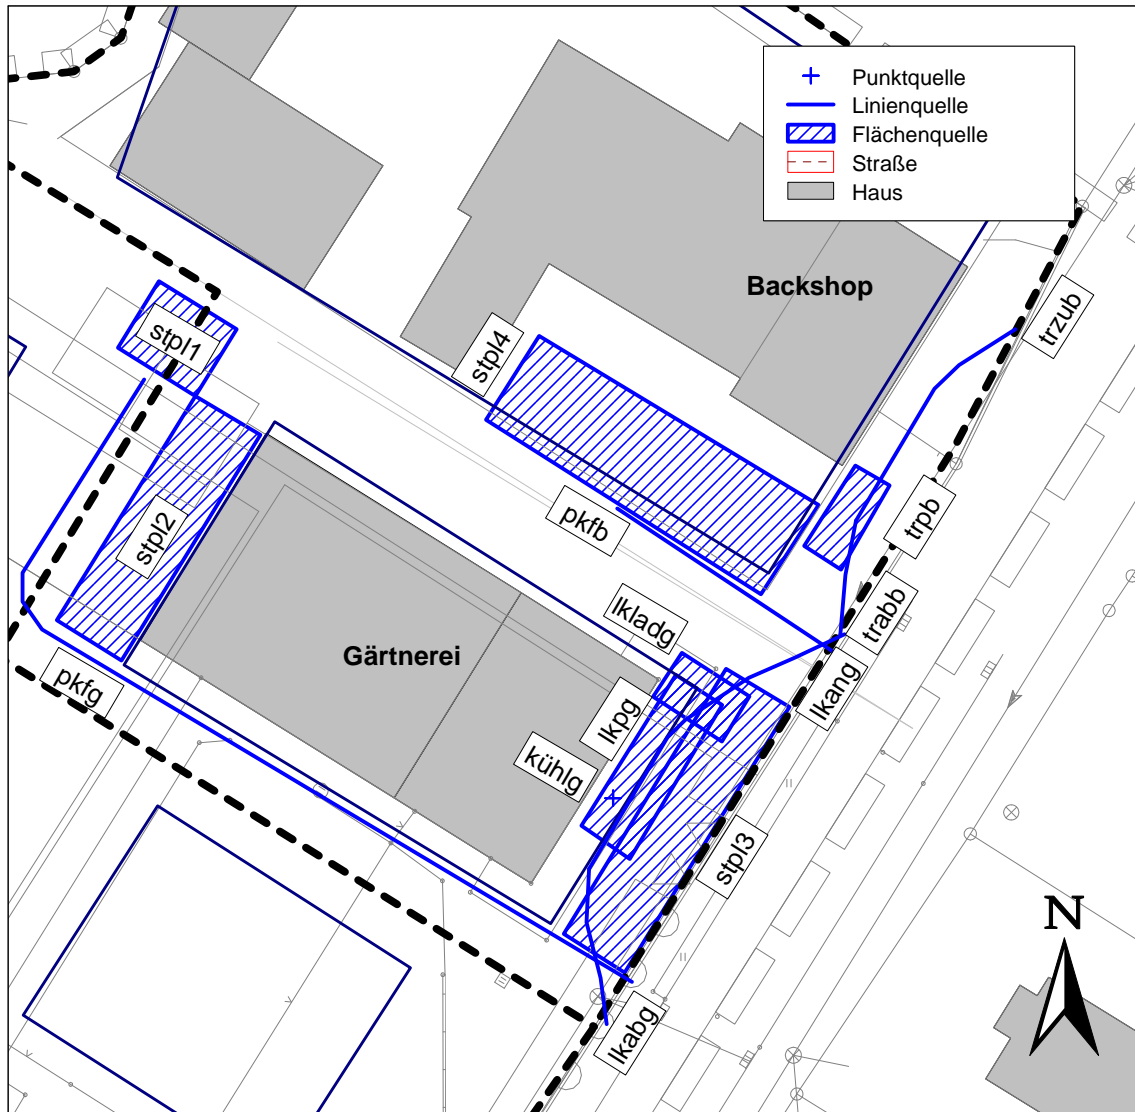 Punktquelle
Linienquelle
Flächenquelle
Straße
Haus
Backshop
trzub
stpl1
stpl4
pkfb
trpb
stpl2
lkladg
trabb
Gärtnerei
lkang
pkfg
lkpg
kühlg
stpl3
N
lkabg